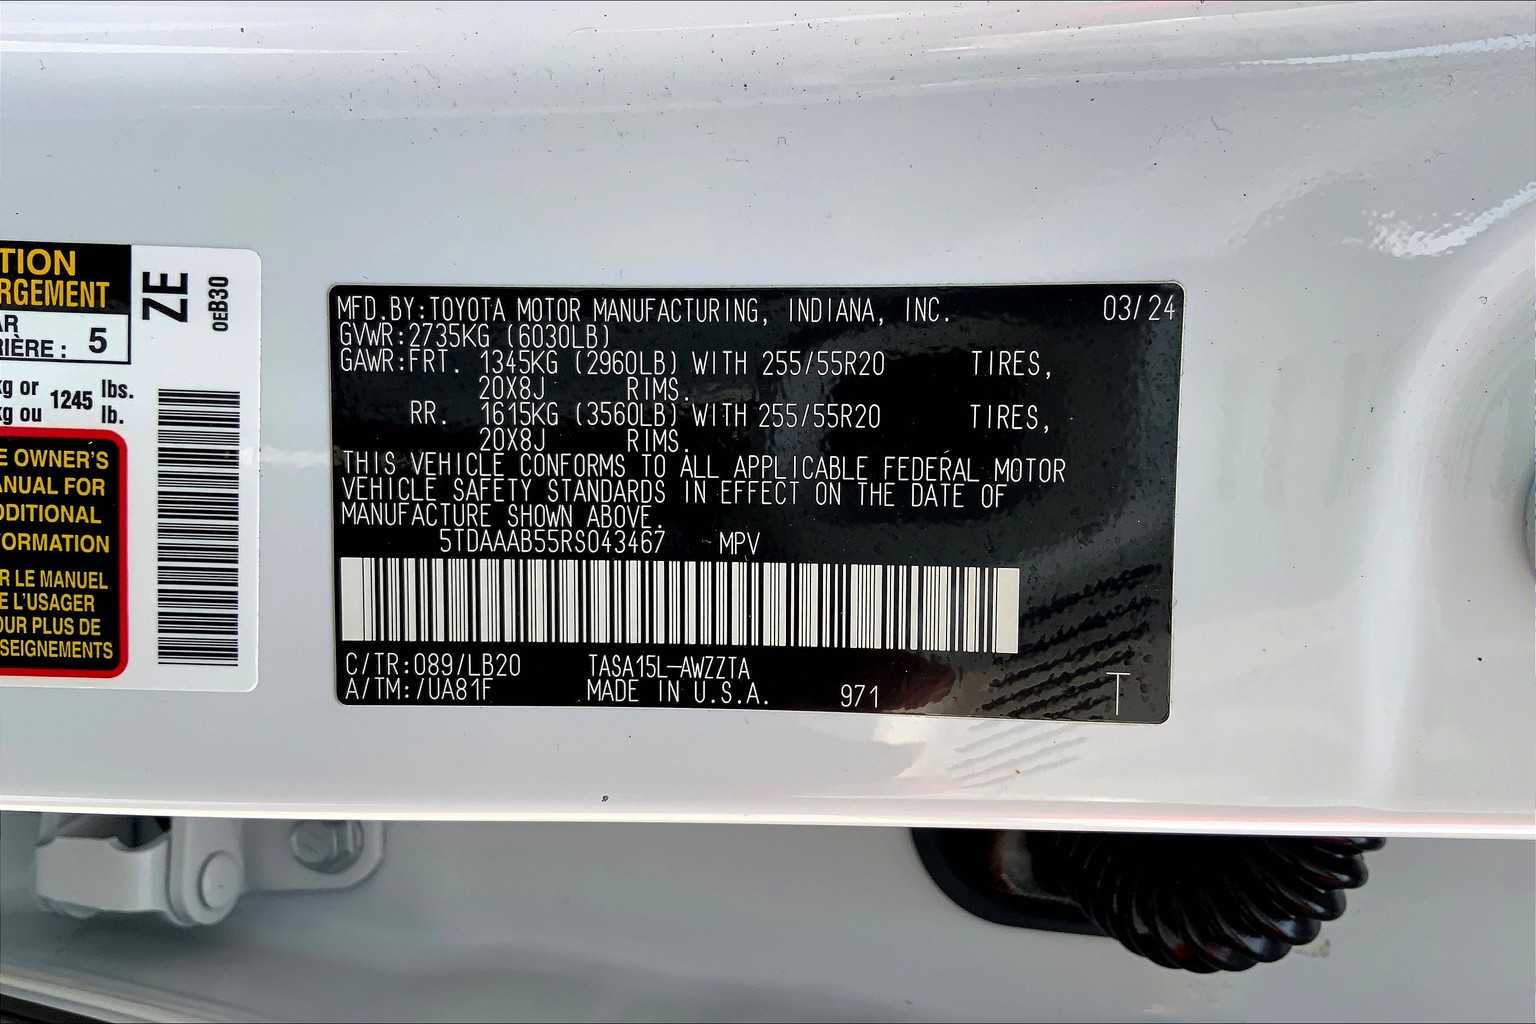 TION
RGEMENT
AR
RIÈRE : 5
kg or 1245 lbs.
kg ou lb.
E OWNER'S
ANUAL FOR
DDITIONAL
FORMATION
R LE MANUEL
E L'USAGER
OUR PLUS DE
SEIGNEMENTS
ZE
0EB30
MFD.BY:TOYOTA MOTOR MANUFACTURING, INDIANA, INC. 03/24
GVWR:2735KG (6030LB)
GAWR:FRT. 1345KG (2960LB) WITH 255/55R20 TIRES,
20X8J RIMS.
RR. 1615KG (3560LB) WITH 255/55R20 TIRES,
20X8J RIMS.
THIS VEHICLE CONFORMS TO ALL APPLICABLE FEDERAL MOTOR
VEHICLE SAFETY STANDARDS IN EFFECT ON THE DATE OF
MANUFACTURE SHOWN ABOVE.
5TDAAAB55RS043467 MPV
C/TR:089/LB20 TASA15L-AWZZTA
A/TM:/UA81F MADE IN U.S.A. 971 T